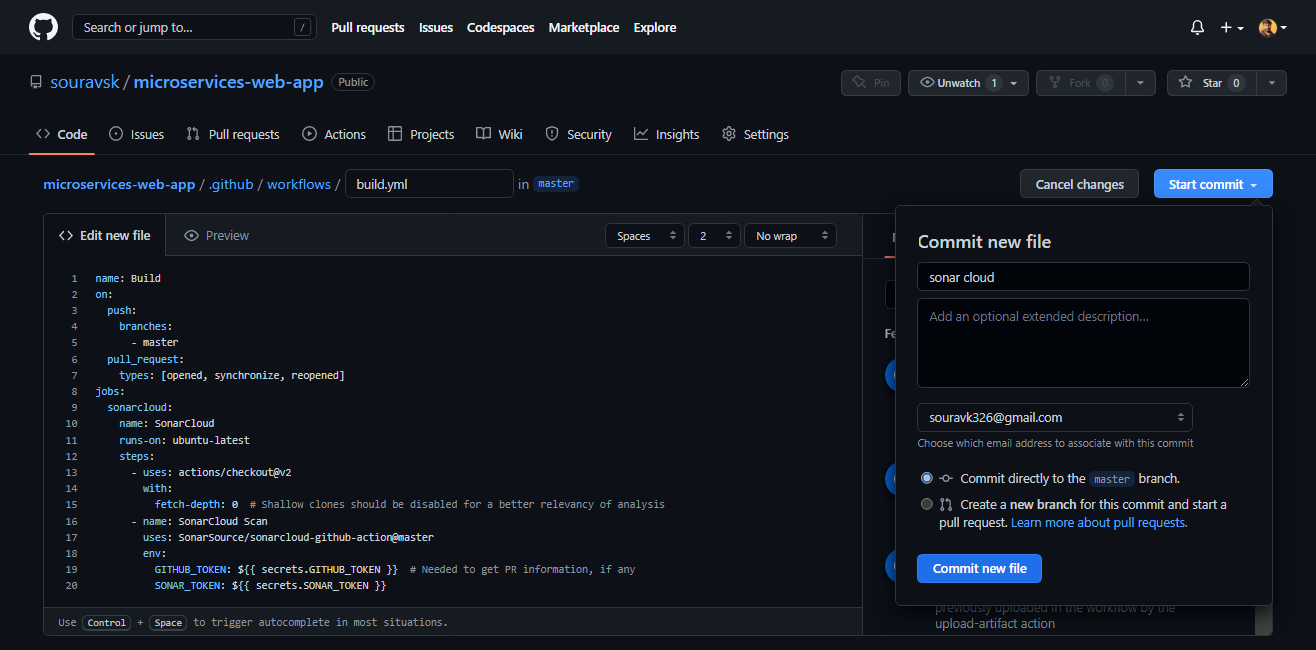 Search or jump to... /
Pull requests Issues Codespaces Marketplace Explore
souravsk / microservices-web-app Public
Pin Unwatch 1 Fork 0 Star 0
Code Issues Pull requests Actions Projects Wiki Security Insights Settings
microservices-web-app / .github / workflows / build.yml in master
Cancel changes Start commit
Edit new file Preview
Spaces 2 No wrap
1 name: Build
2 on:
3 push:
4 branches:
5 - master
6 pull_request:
7 types: [opened, synchronize, reopened]
8 jobs:
9 sonarcloud:
10 name: SonarCloud
11 runs-on: ubuntu-latest
12 steps:
13 - uses: actions/checkout@v2
14 with:
15 fetch-depth: 0 # Shallow clones should be disabled for a better relevancy of analysis
16 - name: SonarCloud Scan
17 uses: SonarSource/sonarcloud-github-action@master
18 env:
19 GITHUB_TOKEN: ${{ secrets.GITHUB_TOKEN }} # Needed to get PR information, if any
20 SONAR_TOKEN: ${{ secrets.SONAR_TOKEN }}
Use Control + Space to trigger autocomplete in most situations.
Commit new file
sonar cloud
Add an optional extended description...
souravk326@gmail.com
Choose which email address to associate with this commit
Commit directly to the master branch.
Create a new branch for this commit and start a
pull request. Learn more about pull requests.
Commit new file
previously uploaded in the workflow by the
upload-artifact action